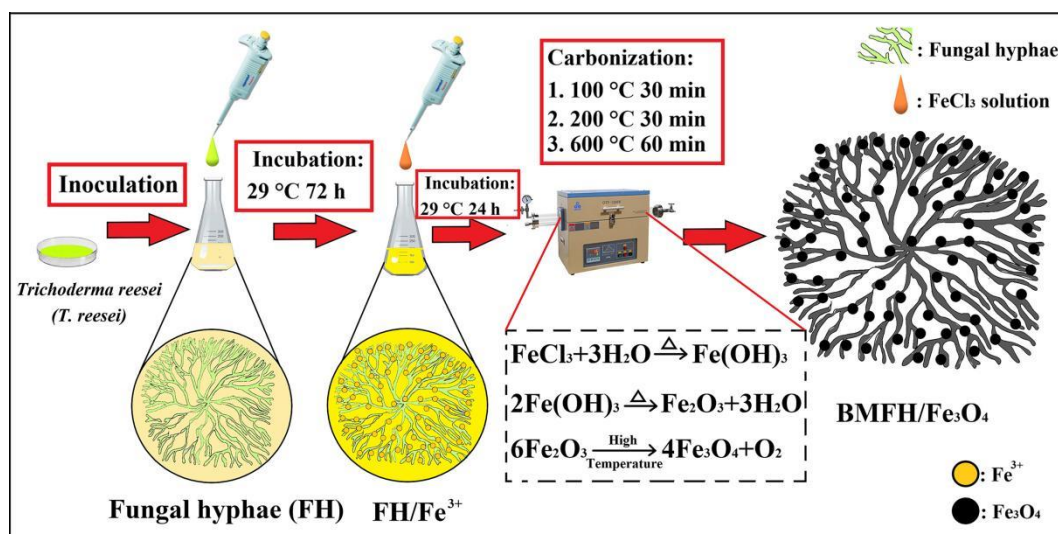 Inoculation
Trichoderma reesei
(T. reesei)
Incubation:
29 °C 72 h
Incubation:
29 °C 24 h
Carbonization:
1. 100 °C 30 min
2. 200 °C 30 min
3. 600 °C 60 min
: Fungal hyphae
: FeCl₃ solution
FeCl₃+3H₂O △ Fe(OH)₃
2Fe(OH)₃ △ Fe₂O₃+3H₂O
6Fe₂O₃ High Temperature 4Fe₃O₄+O₂
BMFH/Fe₃O₄
Fungal hyphae (FH)
FH/Fe³⁺
: Fe³⁺
: Fe₃O₄